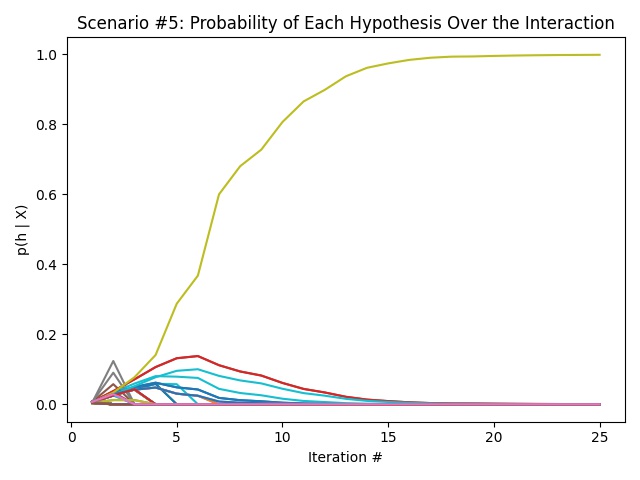 Scenario #5: Probability of Each Hypothesis Over the Interaction
1.0
0.8
0.6
0.4
0.2
0.0
p(h | X)
0 5 10 15 20 25
Iteration #